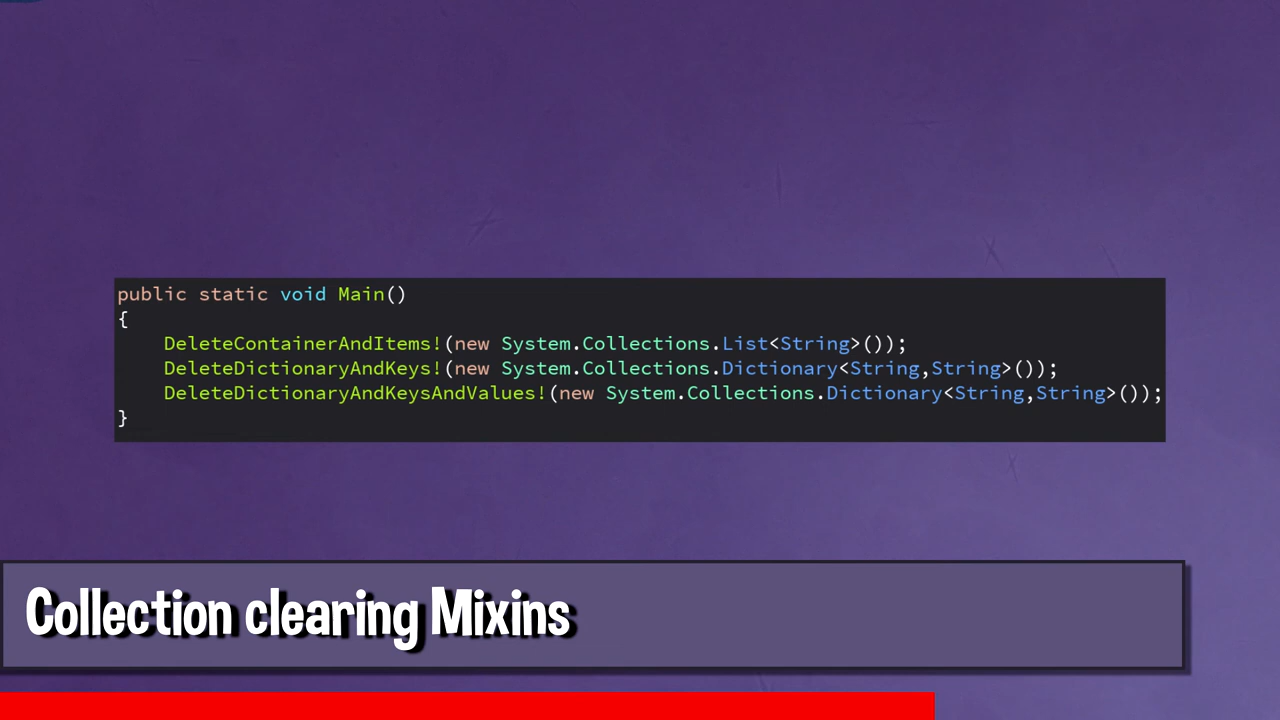 public static void Main()
{
    DeleteContainerAndItems!(new System.Collections.List<String>());
    DeleteDictionaryAndKeys!(new System.Collections.Dictionary<String,String>());
    DeleteDictionaryAndKeysAndValues!(new System.Collections.Dictionary<String,String>());
}
Collection clearing Mixins